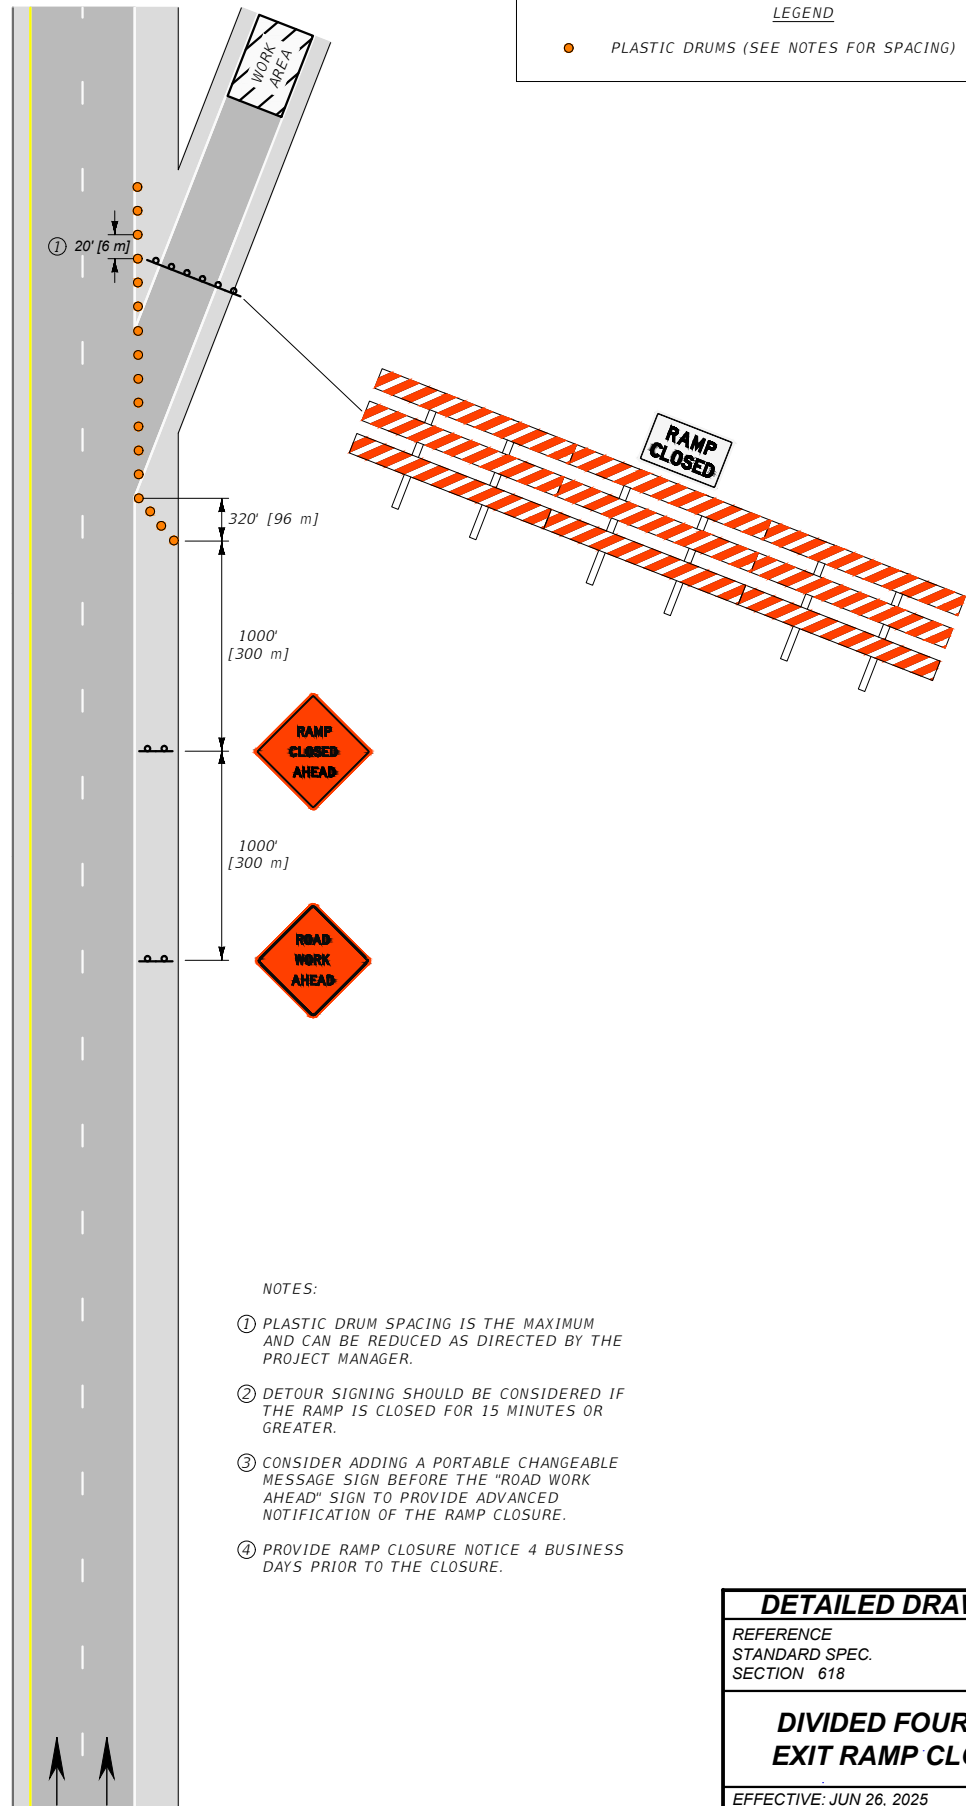 LEGEND
PLASTIC DRUMS (SEE NOTES FOR SPACING)
WORK
AREA
① 20' [6 m]
RAMP
CLOSED
320' [96 m]
1000'
[300 m]
RAMP
CLOSED
AHEAD
1000'
[300 m]
ROAD
WORK
AHEAD
NOTES:
① PLASTIC DRUM SPACING IS THE MAXIMUM
AND CAN BE REDUCED AS DIRECTED BY THE
PROJECT MANAGER.
② DETOUR SIGNING SHOULD BE CONSIDERED IF
THE RAMP IS CLOSED FOR 15 MINUTES OR
GREATER.
③ CONSIDER ADDING A PORTABLE CHANGEABLE
MESSAGE SIGN BEFORE THE "ROAD WORK
AHEAD" SIGN TO PROVIDE ADVANCED
NOTIFICATION OF THE RAMP CLOSURE.
④ PROVIDE RAMP CLOSURE NOTICE 4 BUSINESS
DAYS PRIOR TO THE CLOSURE.
DETAILED
REFERENCE
STANDARD SPEC.
SECTION 618
DIVIDED FOUR
EXIT RAMP
EFFECTIVE: JUN 26, 2025